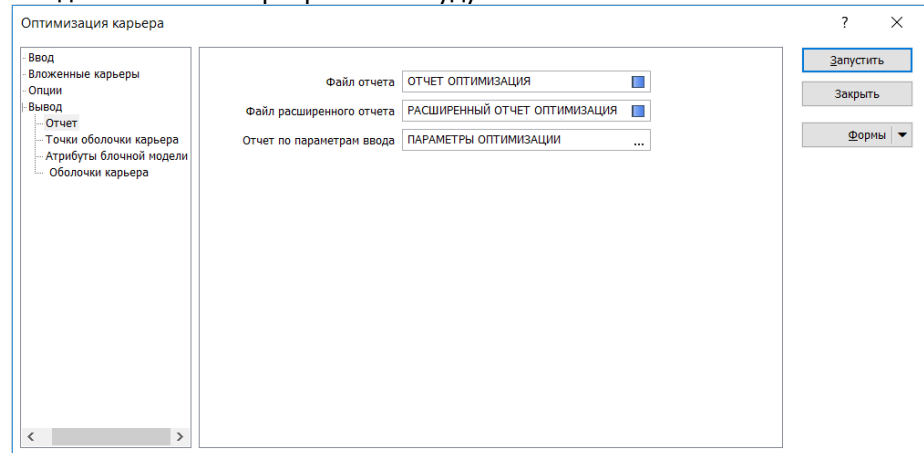 Оптимизация карьера
?
Ввод
Вложенные карьеры
Опции
Вывод
Отчет
Точки оболочки карьера
Атрибуты блочной модели
Оболочки карьера
Файл отчета ОТЧЕТ ОПТИМИЗАЦИЯ
Файл расширенного отчета РАСШИРЕННЫЙ ОТЧЕТ ОПТИМИЗАЦИЯ
Отчет по параметрам ввода ПАРАМЕТРЫ ОПТИМИЗАЦИИ ...
Запустить
Закрыть
Формы